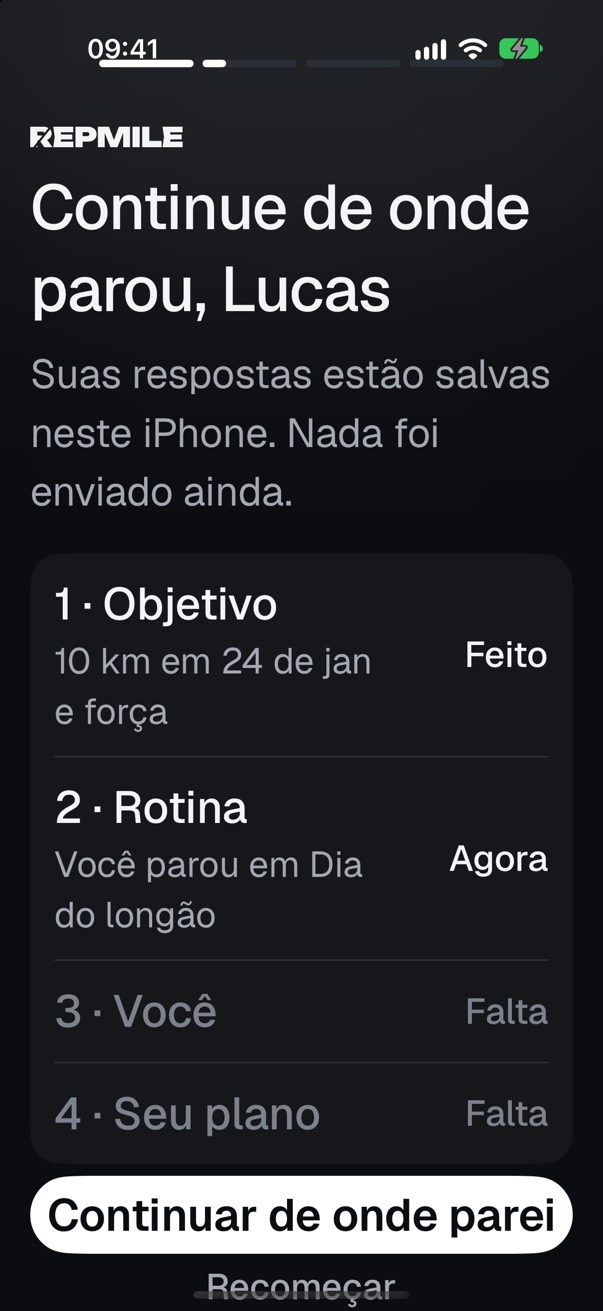 09:41
REPMILE
Continue de onde
parou, Lucas
Suas respostas estão salvas
neste iPhone. Nada foi
enviado ainda.
1 · Objetivo
10 km em 24 de jan
e força
Feito
2 · Rotina
Você parou em Dia
do longão
Agora
3 · Você
Falta
4 · Seu plano
Falta
Continuar de onde parei
Recomeçar